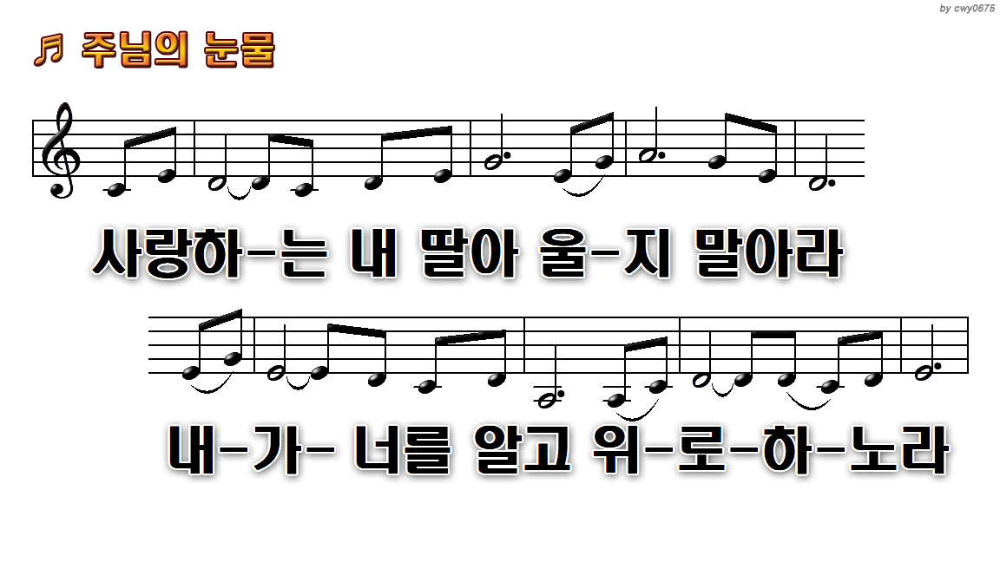 by cwy0675
♬ 주님의 눈물
사랑하-는 내 딸아 울-지 말아라
내-가- 너를 알고 위-로-하-노라